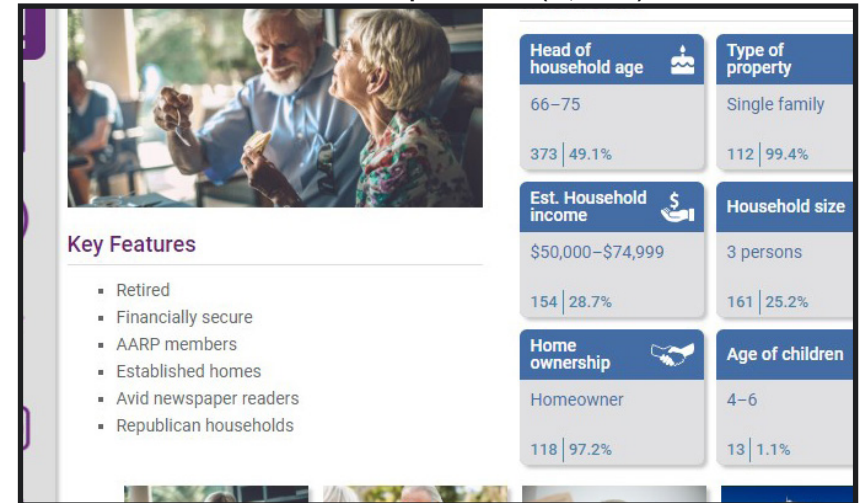 Head of
household age
66–75
373 | 49.1%
Type of
property
Single family
112 | 99.4%
Est. Household
income
$50,000–$74,999
154 | 28.7%
Household size
3 persons
161 | 25.2%
Home
ownership
Homeowner
118 | 97.2%
Age of children
4–6
13 | 1.1%
Key Features
Retired
Financially secure
AARP members
Established homes
Avid newspaper readers
Republican households